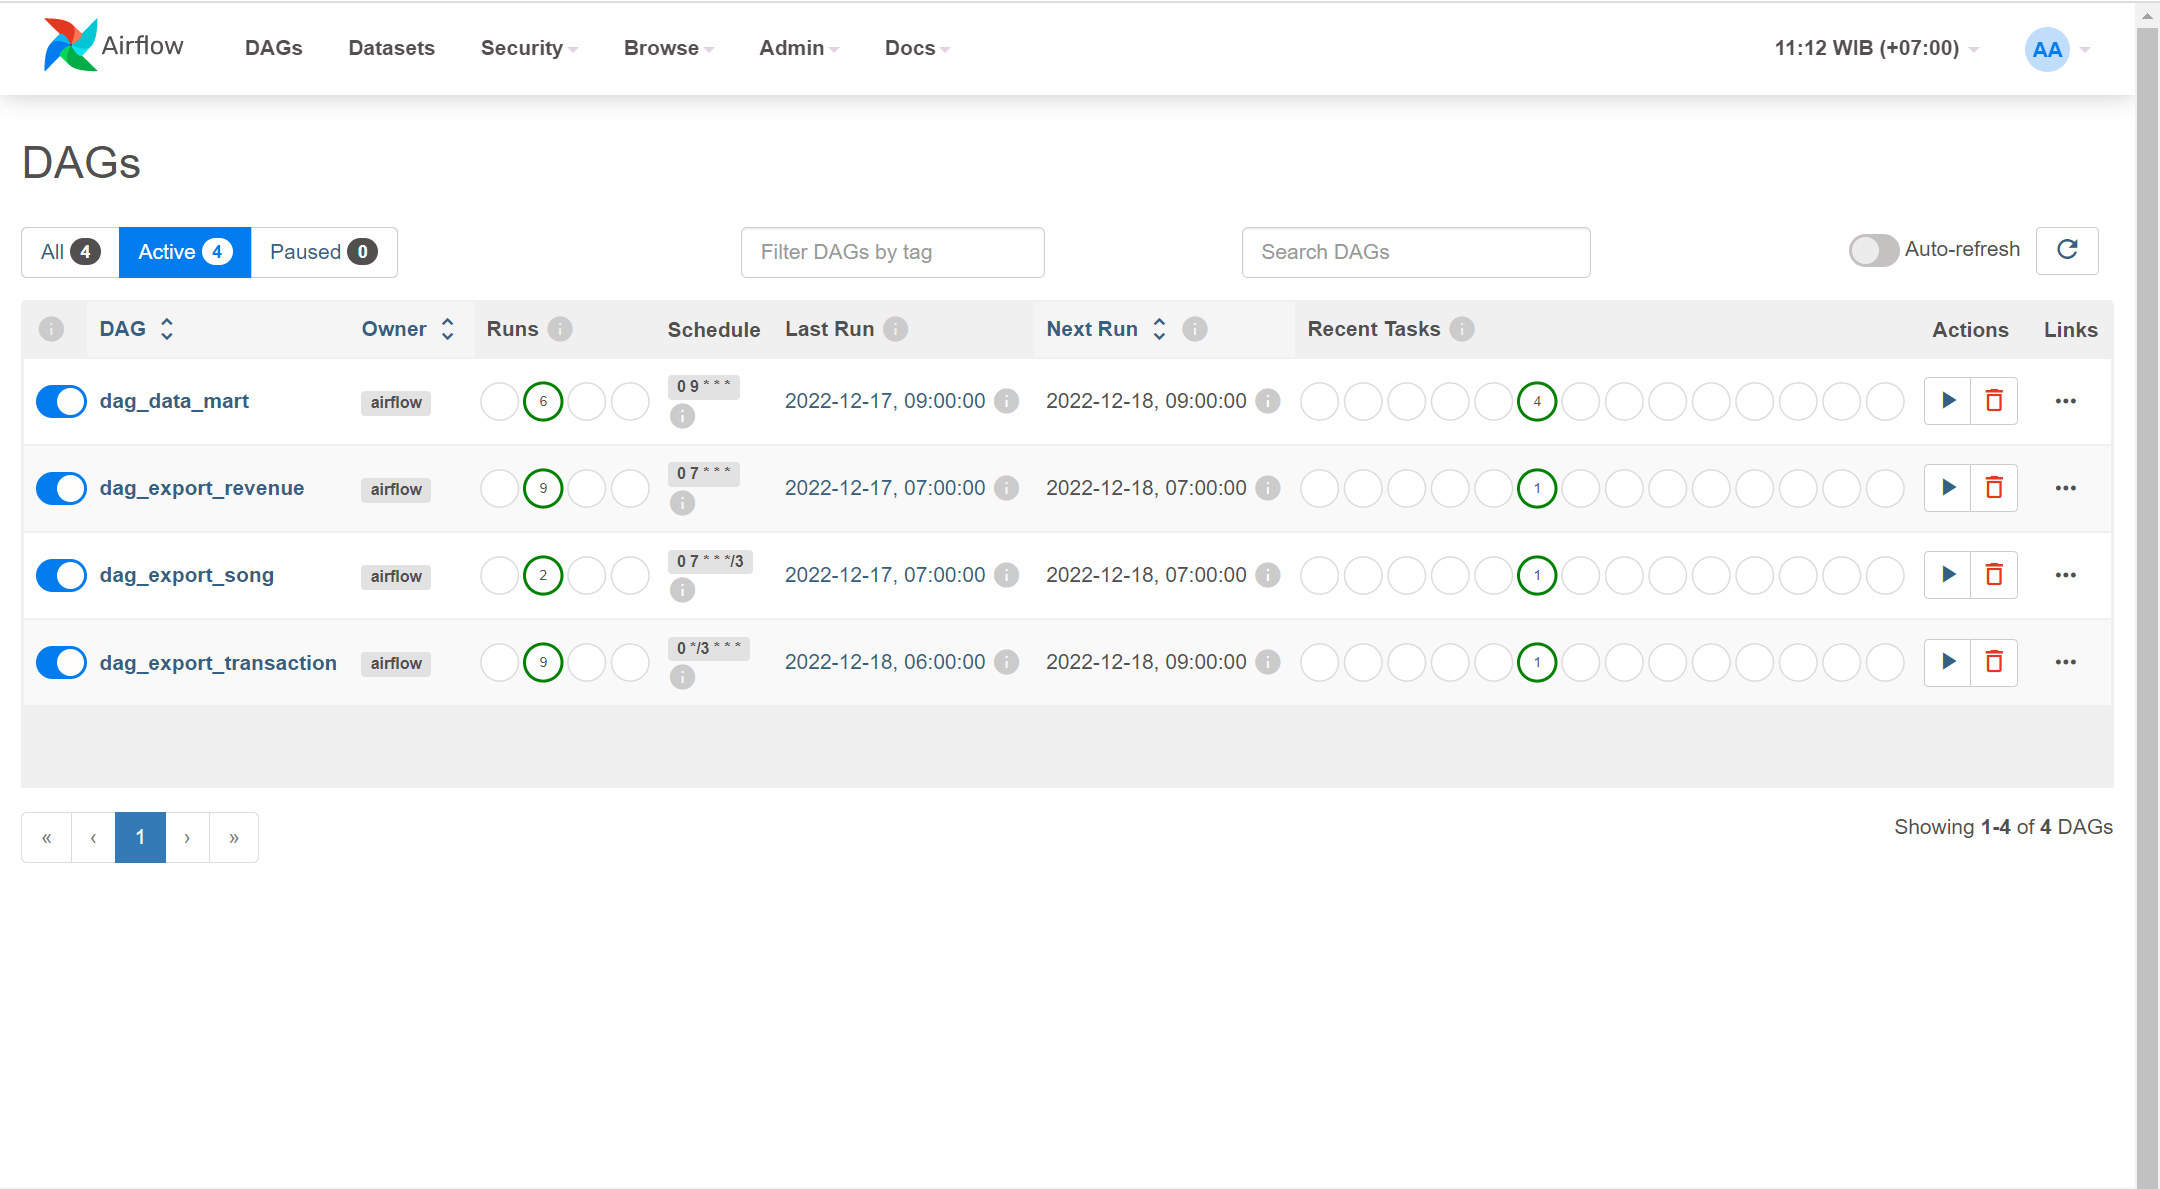 Airflow DAGs Datasets Security Browse Admin Docs 11:12 WIB (+07:00) AA
DAGs
All 4 Active 4 Paused 0 Filter DAGs by tag Search DAGs Auto-refresh
DAG Owner Runs Schedule Last Run Next Run Recent Tasks Actions Links
dag_data_mart airflow 6 0 9 * * * 2022-12-17, 09:00:00 2022-12-18, 09:00:00 4
dag_export_revenue airflow 9 0 7 * * * 2022-12-17, 07:00:00 2022-12-18, 07:00:00 1
dag_export_song airflow 2 0 7 * * */3 2022-12-17, 07:00:00 2022-12-18, 07:00:00 1
dag_export_transaction airflow 9 0 */3 * * * 2022-12-18, 06:00:00 2022-12-18, 09:00:00 1
« ‹ 1 › » Showing 1-4 of 4 DAGs